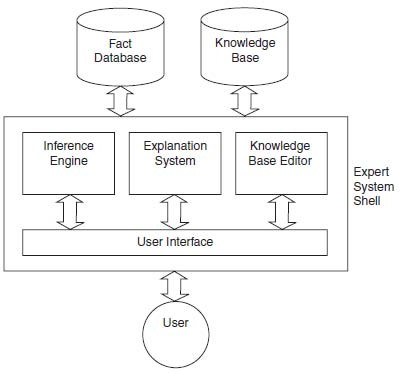 Fact
Database
Knowledge
Base
Inference
Engine
Explanation
System
Knowledge
Base Editor
Expert
System
Shell
User Interface
User